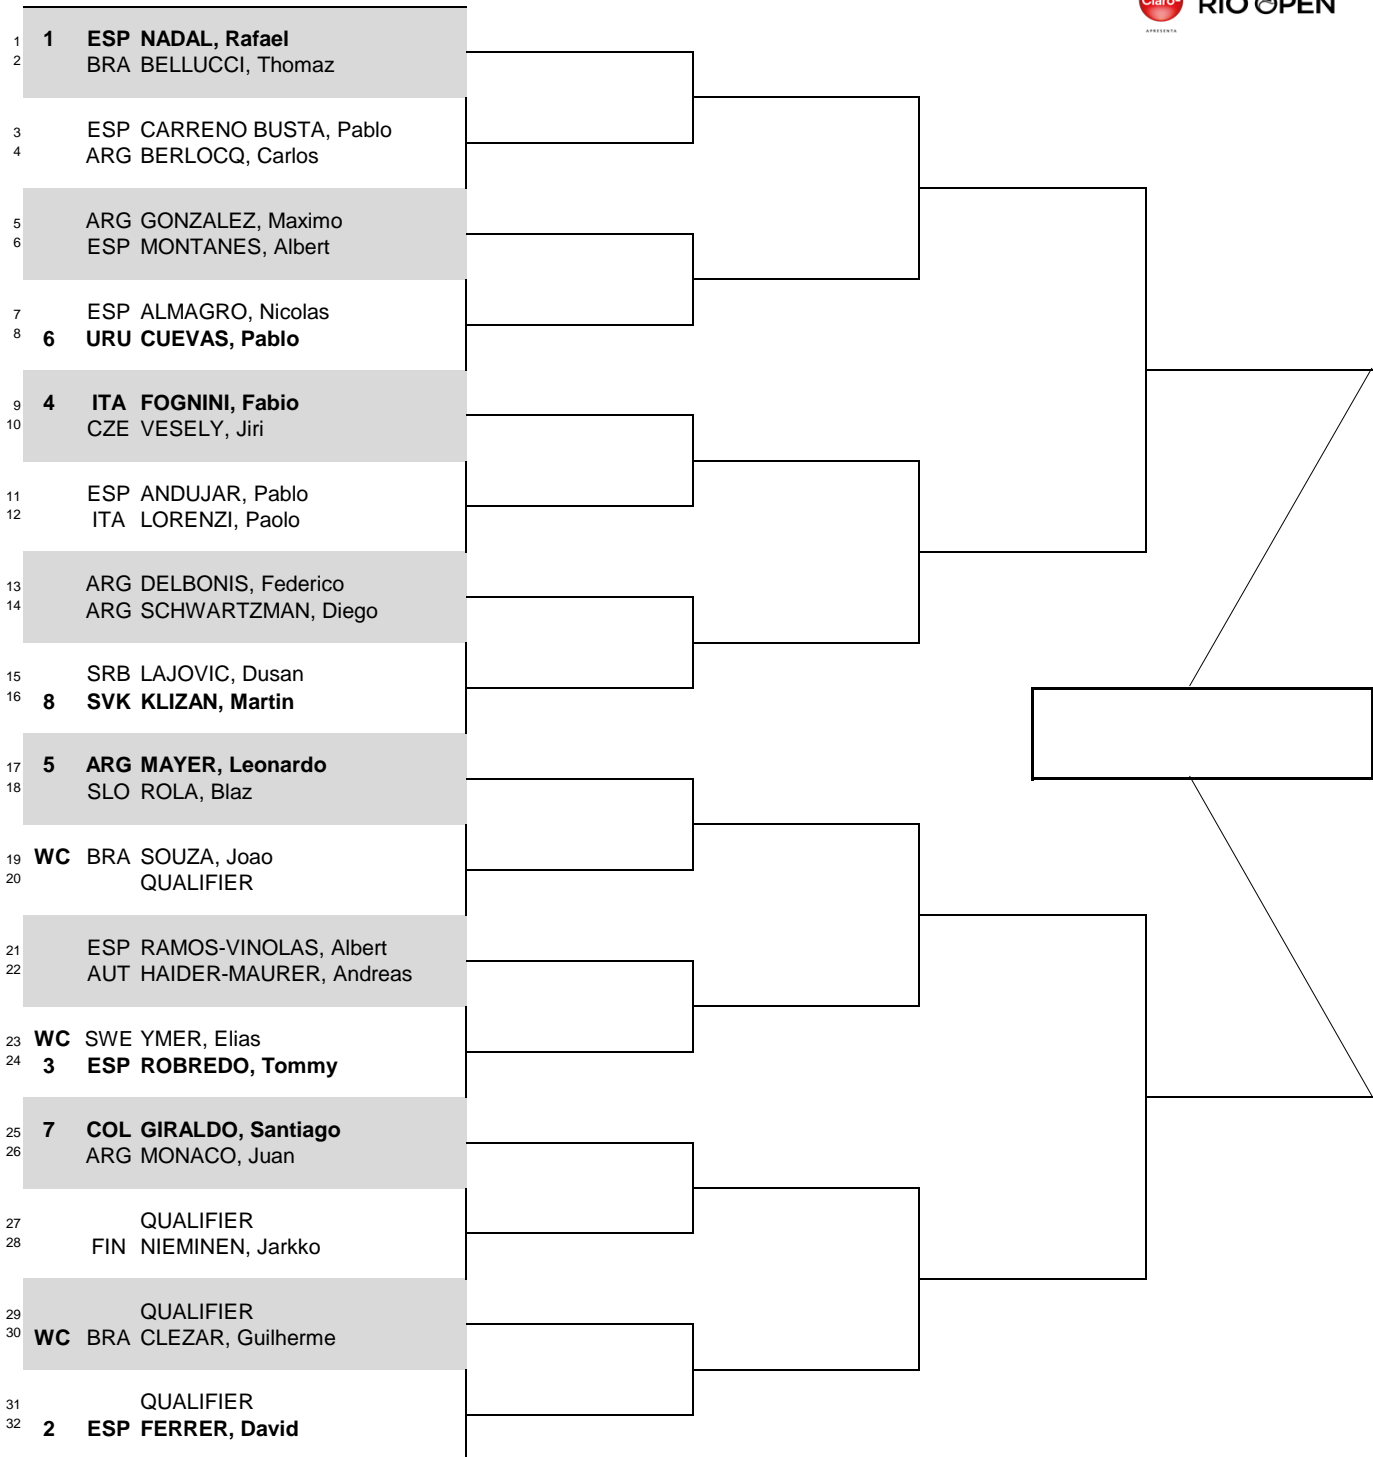 Claro-
RIO OPEN
APRESENTA
1 1 ESP NADAL, Rafael
2 BRA BELLUCCI, Thomaz
3 ESP CARRENO BUSTA, Pablo
4 ARG BERLOCQ, Carlos
5 ARG GONZALEZ, Maximo
6 ESP MONTANES, Albert
7 ESP ALMAGRO, Nicolas
8 6 URU CUEVAS, Pablo
9 4 ITA FOGNINI, Fabio
10 CZE VESELY, Jiri
11 ESP ANDUJAR, Pablo
12 ITA LORENZI, Paolo
13 ARG DELBONIS, Federico
14 ARG SCHWARTZMAN, Diego
15 SRB LAJOVIC, Dusan
16 8 SVK KLIZAN, Martin
17 5 ARG MAYER, Leonardo
18 SLO ROLA, Blaz
19 WC BRA SOUZA, Joao
20 QUALIFIER
21 ESP RAMOS-VINOLAS, Albert
22 AUT HAIDER-MAURER, Andreas
23 WC SWE YMER, Elias
24 3 ESP ROBREDO, Tommy
25 7 COL GIRALDO, Santiago
26 ARG MONACO, Juan
27 QUALIFIER
28 FIN NIEMINEN, Jarkko
29 QUALIFIER
30 WC BRA CLEZAR, Guilherme
31 QUALIFIER
32 2 ESP FERRER, David